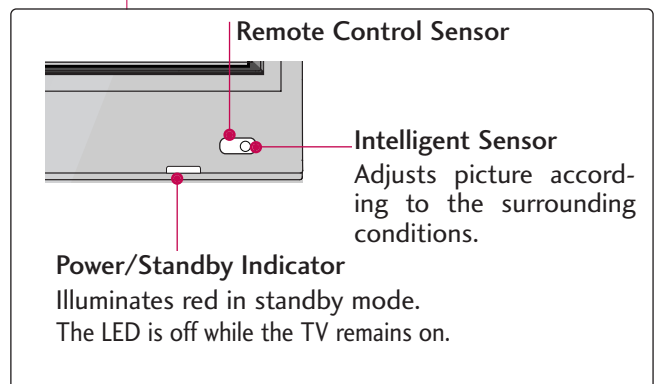 Remote Control Sensor
Intelligent Sensor
Adjusts picture accord-
ing to the surrounding
conditions.
Power/Standby Indicator
Illuminates red in standby mode.
The LED is off while the TV remains on.